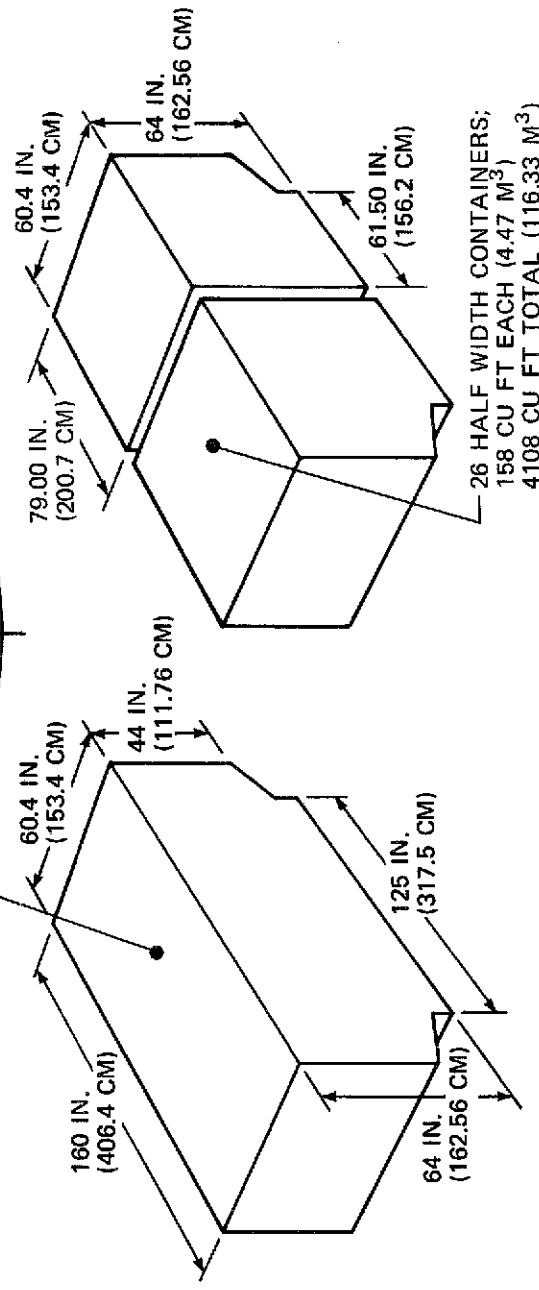 160 IN.
(406.4 CM)
60.4 IN.
(153.4 CM)
44 IN.
(111.76 CM)
125 IN.
(317.5 CM)
64 IN.
(162.56 CM)
79.00 IN.
(200.7 CM)
60.4 IN.
(153.4 CM)
64 IN.
(162.56 CM)
61.50 IN.
(156.2 CM)
26 HALF WIDTH CONTAINERS;
158 CU FT EACH (4.47 M³)
4108 CU FT TOTAL (116.33 M³)